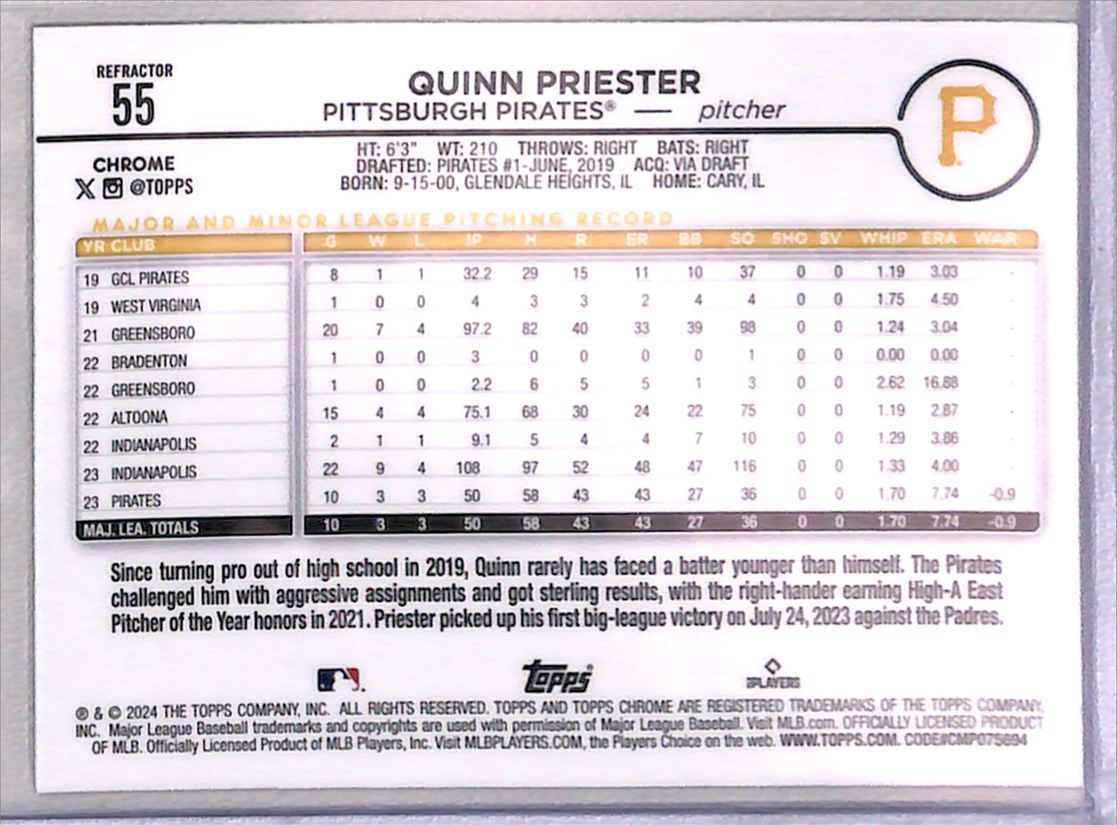 REFRACTOR
55
QUINN PRIESTER
PITTSBURGH PIRATES® — pitcher
P
CHROME
@TOPPS
HT: 6'3" WT: 210 THROWS: RIGHT BATS: RIGHT
DRAFTED: PIRATES #1-JUNE, 2019 ACQ: VIA DRAFT
BORN: 9-15-00, GLENDALE HEIGHTS, IL HOME: CARY, IL
MAJOR AND MINOR LEAGUE PITCHING RECORD
YR CLUB G W L IP H R ER BB SO SHO SV WHIP ERA WAR
19 GCL PIRATES 8 1 1 32.2 29 15 11 10 37 0 0 1.19 3.03 -
19 WEST VIRGINIA 1 0 0 4 3 3 2 4 4 0 0 1.75 4.50 -
21 GREENSBORO 20 7 4 97.2 82 40 33 39 98 0 0 1.24 3.04 -
22 BRADENTON 1 0 0 3 0 0 0 0 1 0 0 0.00 0.00 -
22 GREENSBORO 1 0 0 2.2 6 5 5 1 3 0 0 2.62 16.88 -
22 ALTOONA 15 4 4 75.1 68 30 24 22 75 0 0 1.19 2.87 -
22 INDIANAPOLIS 2 1 1 9.1 5 4 4 7 10 0 0 1.29 3.86 -
23 INDIANAPOLIS 22 9 4 108 97 52 48 47 116 0 0 1.33 4.00 -
23 PIRATES 10 3 3 50 58 43 43 27 36 0 0 1.70 7.74 -0.9
MAJ. LEA. TOTALS 10 3 3 50 58 43 43 27 36 0 0 1.70 7.74 -0.9
Since turning pro out of high school in 2019, Quinn rarely has faced a batter younger than himself. The Pirates
challenged him with aggressive assignments and got sterling results, with the right-hander earning High-A East
Pitcher of the Year honors in 2021. Priester picked up his first big-league victory on July 24, 2023 against the Padres.
Topps
PLAYERS
® & © 2024 THE TOPPS COMPANY, INC. ALL RIGHTS RESERVED. TOPPS AND TOPPS CHROME ARE REGISTERED TRADEMARKS OF THE TOPPS COMPANY,
INC. Major League Baseball trademarks and copyrights are used with permission of Major League Baseball. Visit MLB.com. OFFICIALLY LICENSED PRODUCT
OF MLB. Officially Licensed Product of MLB Players, Inc. Visit MLBPLAYERS.COM, the Players Choice on the web. WWW.TOPPS.COM. CODE#CMP075694